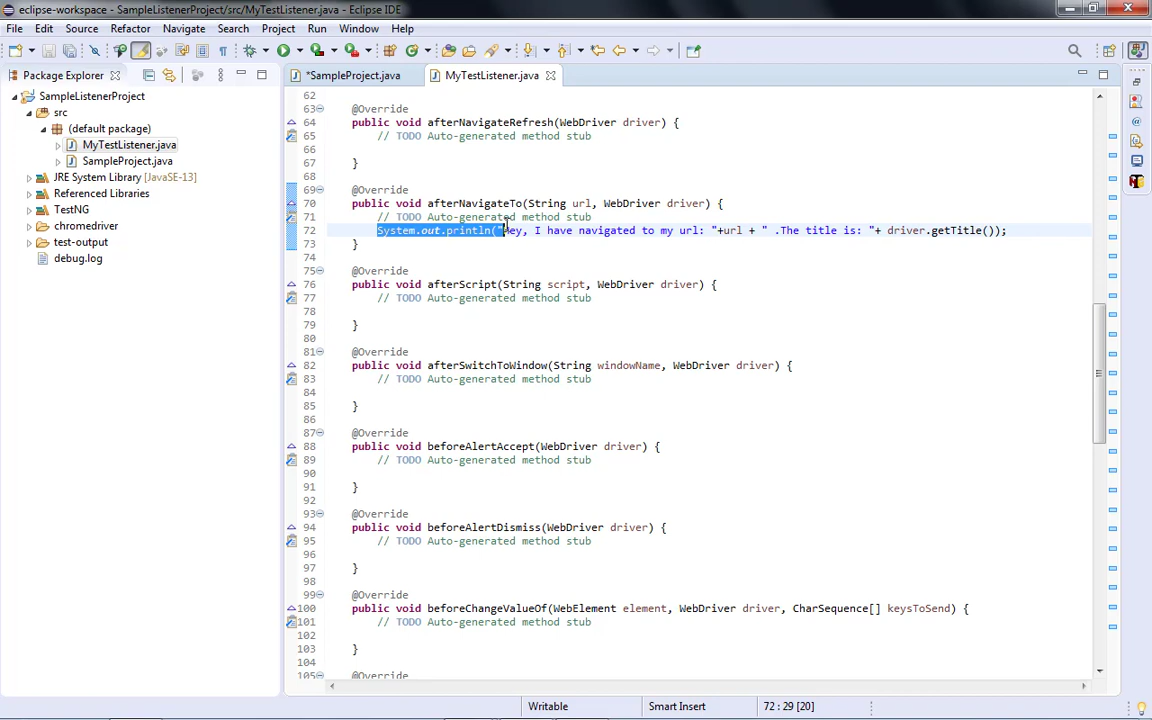 eclipse-workspace - SampleListenerProject/src/MyTestListener.java - Eclipse IDE
File Edit Source Refactor Navigate Search Project Run Window Help
Package Explorer
*SampleProject.java
MyTestListener.java
SampleListenerProject
src
(default package)
MyTestListener.java
SampleProject.java
JRE System Library [JavaSE-13]
Referenced Libraries
TestNG
chromedriver
test-output
debug.log
62
63 @Override
64 public void afterNavigateRefresh(WebDriver driver) {
65 // TODO Auto-generated method stub
66
67 }
68
69 @Override
70 public void afterNavigateTo(String url, WebDriver driver) {
71 // TODO Auto-generated method stub
72 System.out.println("Hey, I have navigated to my url: "+url + " .The title is: "+ driver.getTitle());
73 }
74
75 @Override
76 public void afterScript(String script, WebDriver driver) {
77 // TODO Auto-generated method stub
78
79 }
80
81 @Override
82 public void afterSwitchToWindow(String windowName, WebDriver driver) {
83 // TODO Auto-generated method stub
84
85 }
86
87 @Override
88 public void beforeAlertAccept(WebDriver driver) {
89 // TODO Auto-generated method stub
90
91 }
92
93 @Override
94 public void beforeAlertDismiss(WebDriver driver) {
95 // TODO Auto-generated method stub
96
97 }
98
99 @Override
100 public void beforeChangeValueOf(WebElement element, WebDriver driver, CharSequence[] keysToSend) {
101 // TODO Auto-generated method stub
102
103 }
104
105 @Override
Writable
Smart Insert
72 : 29 [20]